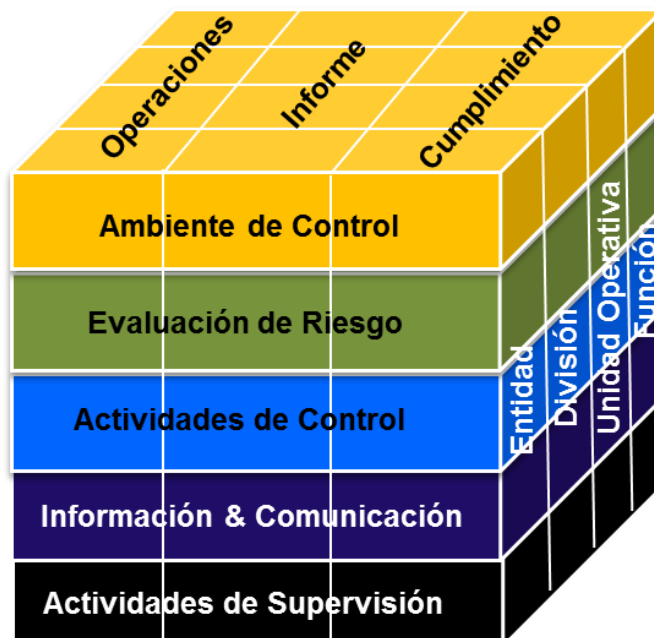 Operaciones
Informe
Cumplimiento
Ambiente de Control
Evaluación de Riesgo
Actividades de Control
Información & Comunicación
Actividades de Supervisión
Entidad
División
Unidad Operativa
Función